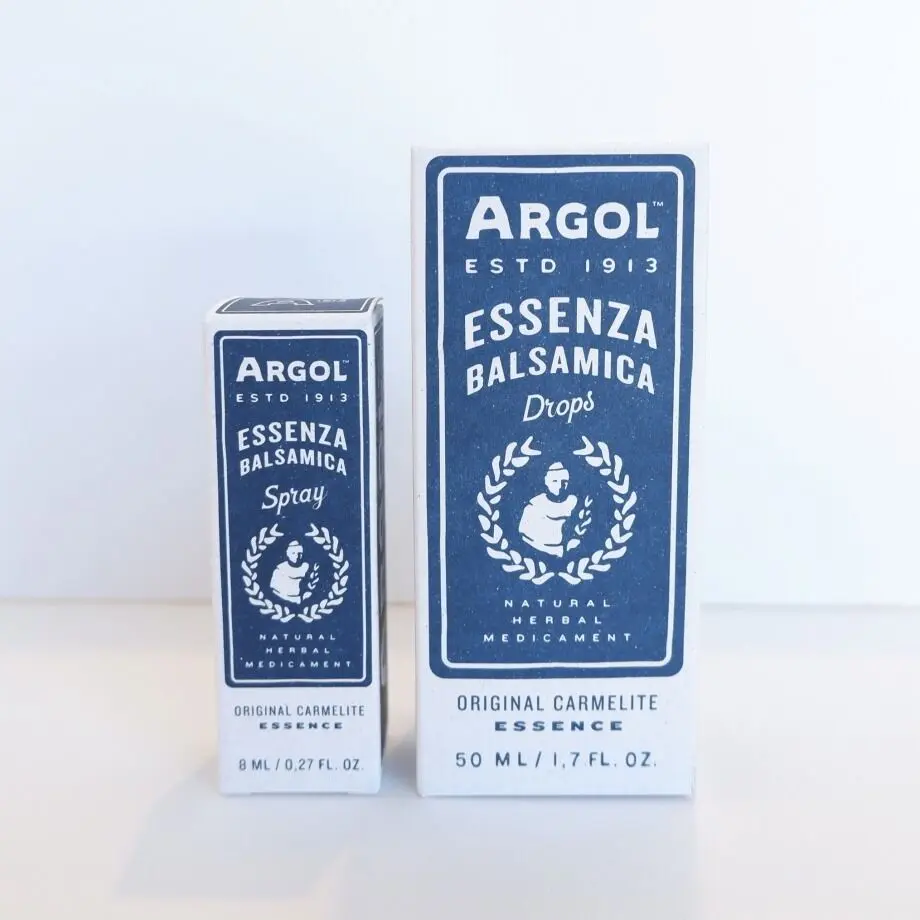 ARGOL™
ESTD 1913
ESSENZA
BALSAMICA
Spray
NATURAL
HERBAL
MEDICAMENT
ORIGINAL CARMELITE
ESSENCE
8 ML / 0,27 FL. OZ.
ARGOL™
ESTD 1913
ESSENZA
BALSAMICA
Drops
NATURAL
HERBAL
MEDICAMENT
ORIGINAL CARMELITE
ESSENCE
50 ML / 1,7 FL. OZ.